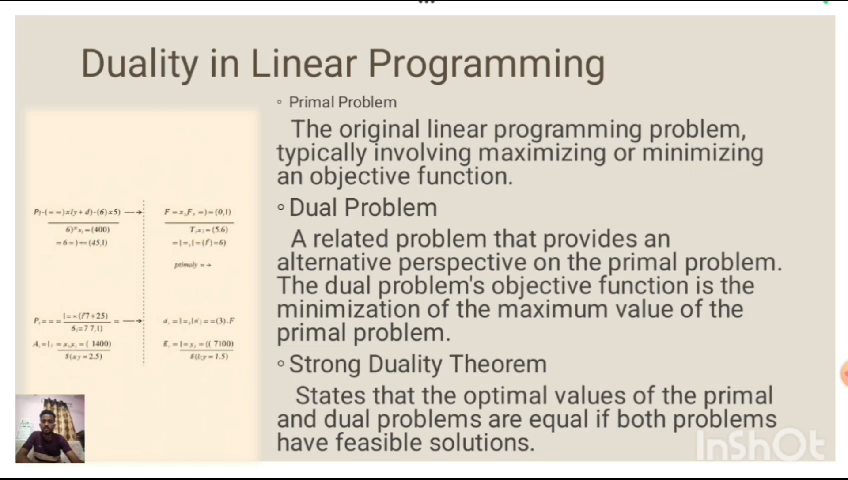 Duality in Linear Programming
◦ Primal Problem
The original linear programming problem,
typically involving maximizing or minimizing
an objective function.
◦ Dual Problem
A related problem that provides an
alternative perspective on the primal problem.
The dual problem's objective function is the
minimization of the maximum value of the
primal problem.
◦ Strong Duality Theorem
States that the optimal values of the primal
and dual problems are equal if both problems
have feasible solutions.
primaly
InShOt